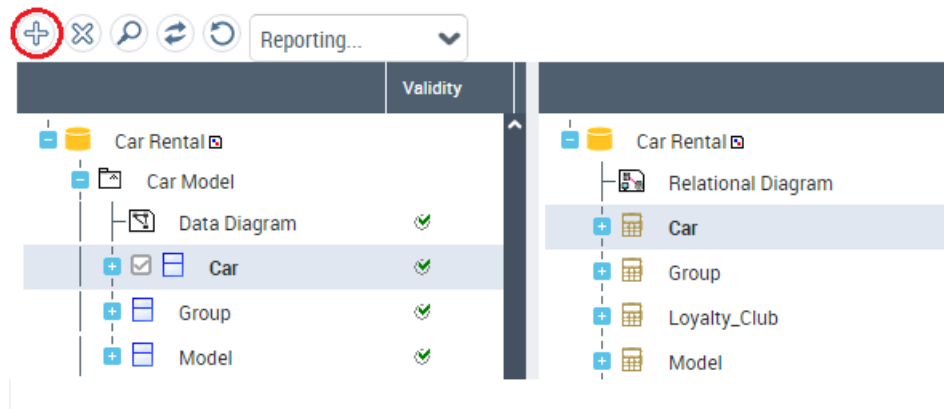 Reporting...
Validity
Car Rental
Car Model
Data Diagram
Car
Group
Model
Car Rental
Relational Diagram
Car
Group
Loyalty_Club
Model